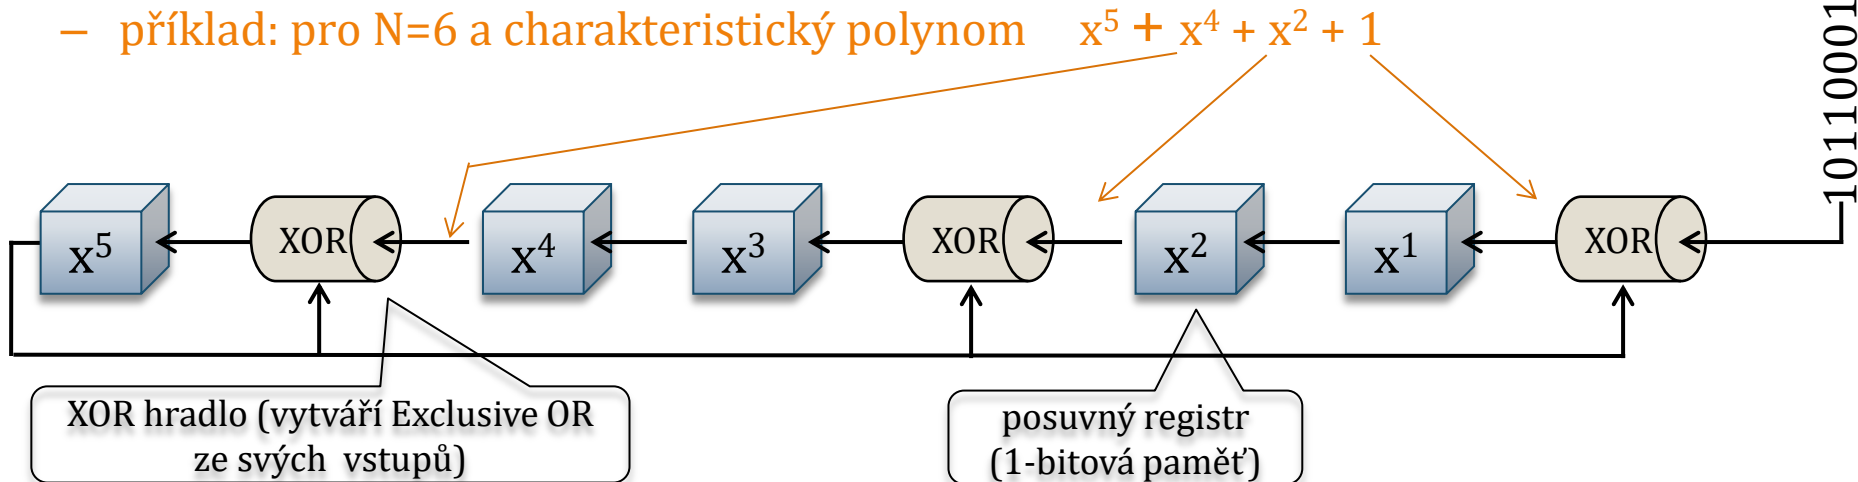 – příklad: pro N=6 a charakteristický polynom x⁵ + x⁴ + x² + 1
101100001
x⁵ XOR x⁴ x³ XOR x² x¹ XOR
XOR hradlo (vytváří Exclusive OR
ze svých vstupů)
posuvný registr
(1-bitová paměť)